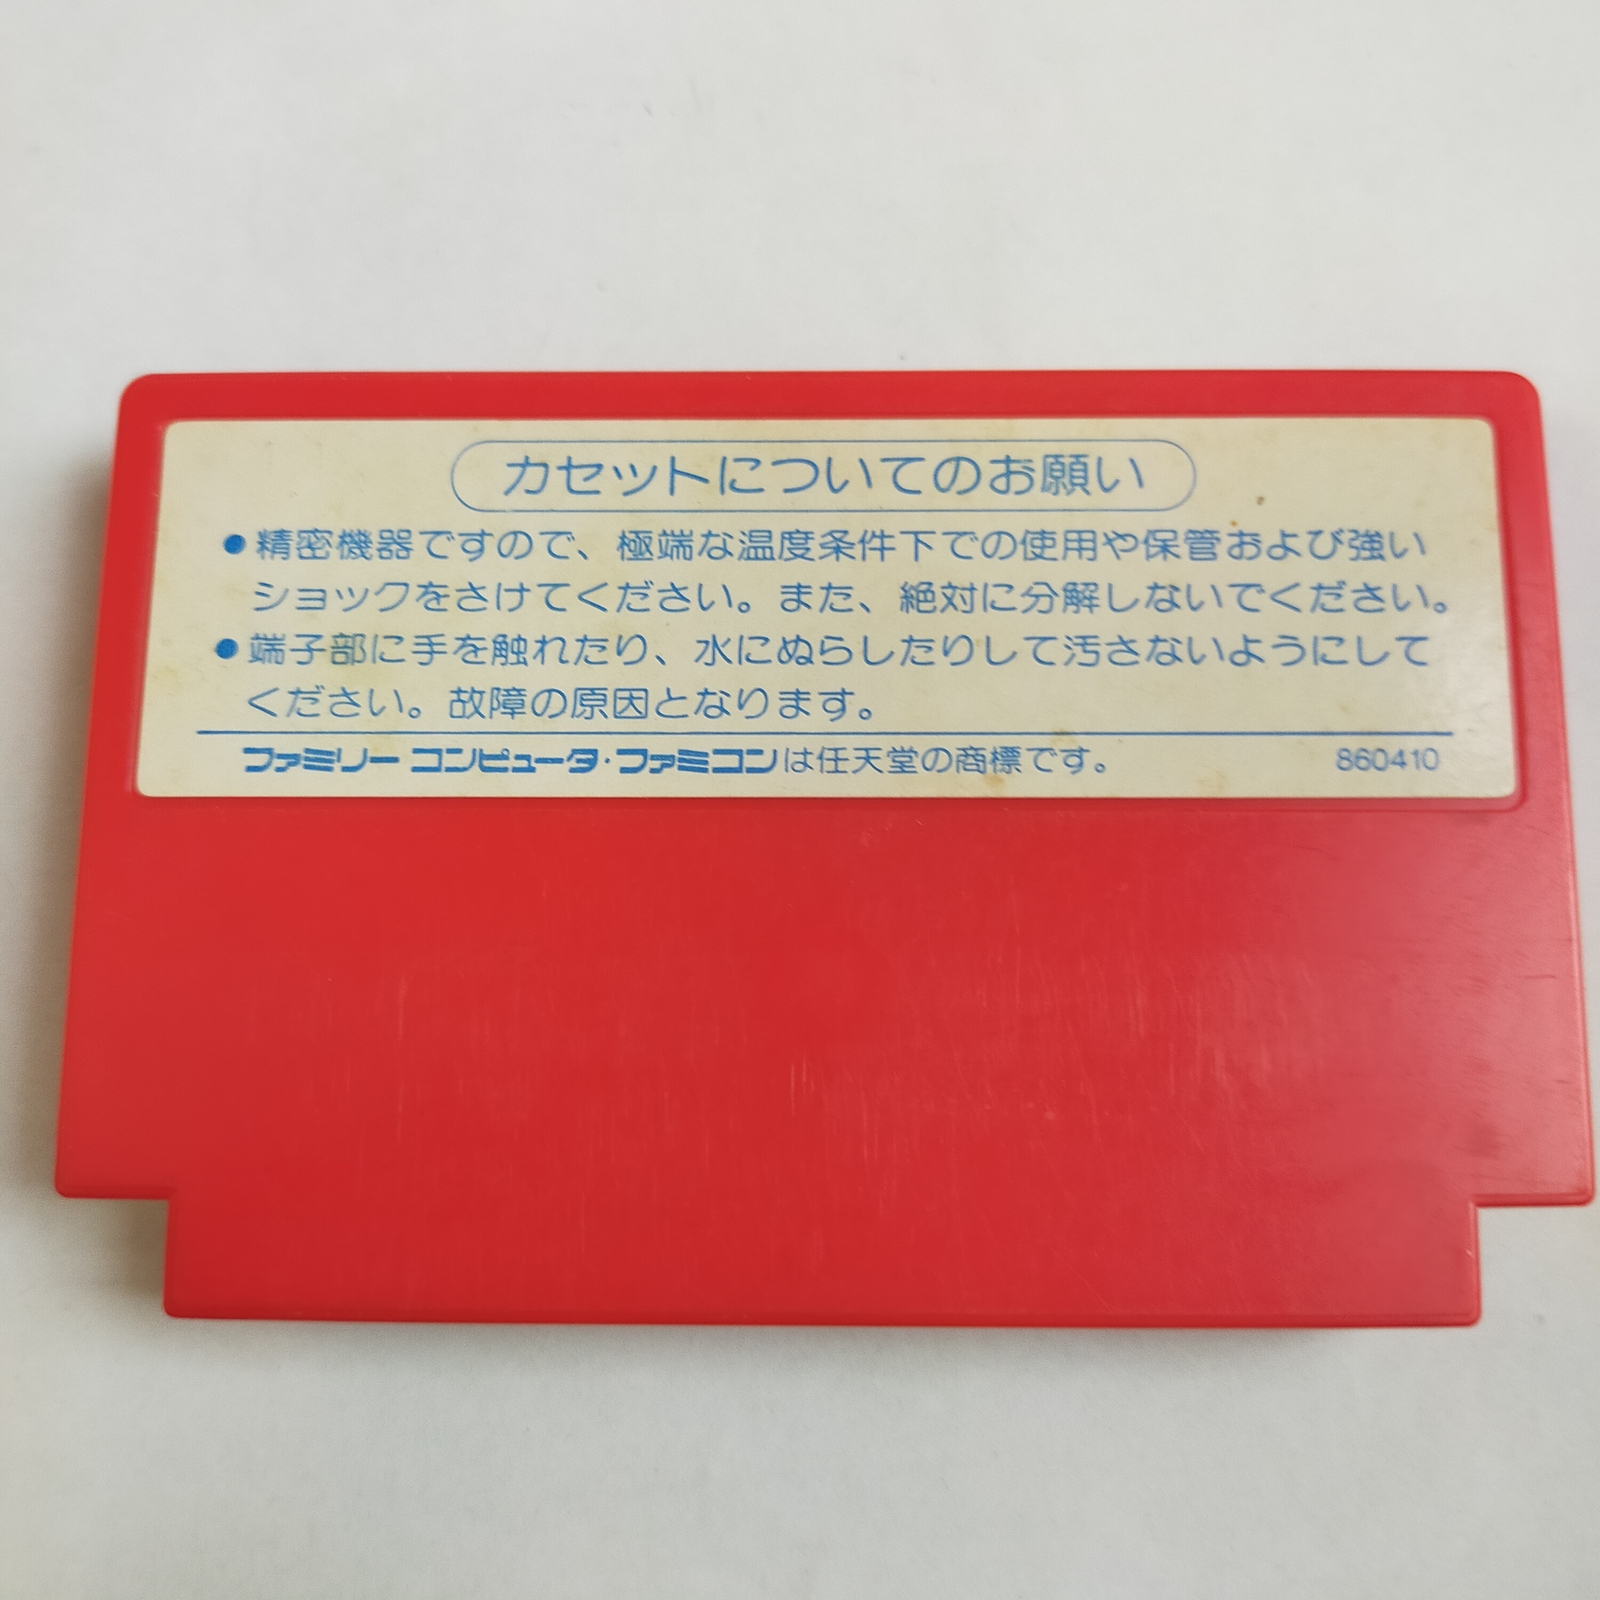 カセットについてのお願い
●精密機器ですので、極端な温度条件下での使用や保管および強い
ショックをさけてください。また、絶対に分解しないでください。
●端子部に手を触れたり、水にぬらしたりして汚さないようにして
ください。故障の原因となります。
ファミリーコンピュータ・ファミコンは任天堂の商標です。 860410